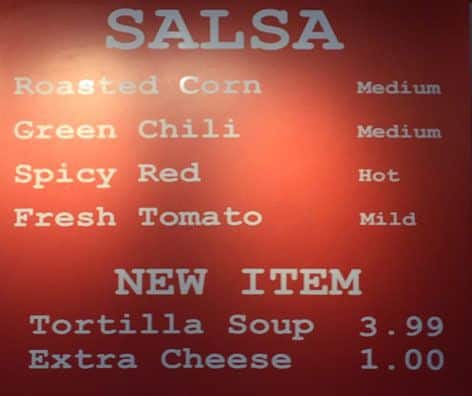 SALSA
Roasted Corn Medium
Green Chili Medium
Spicy Red Hot
Fresh Tomato Mild
NEW ITEM
Tortilla Soup 3.99
Extra Cheese 1.00